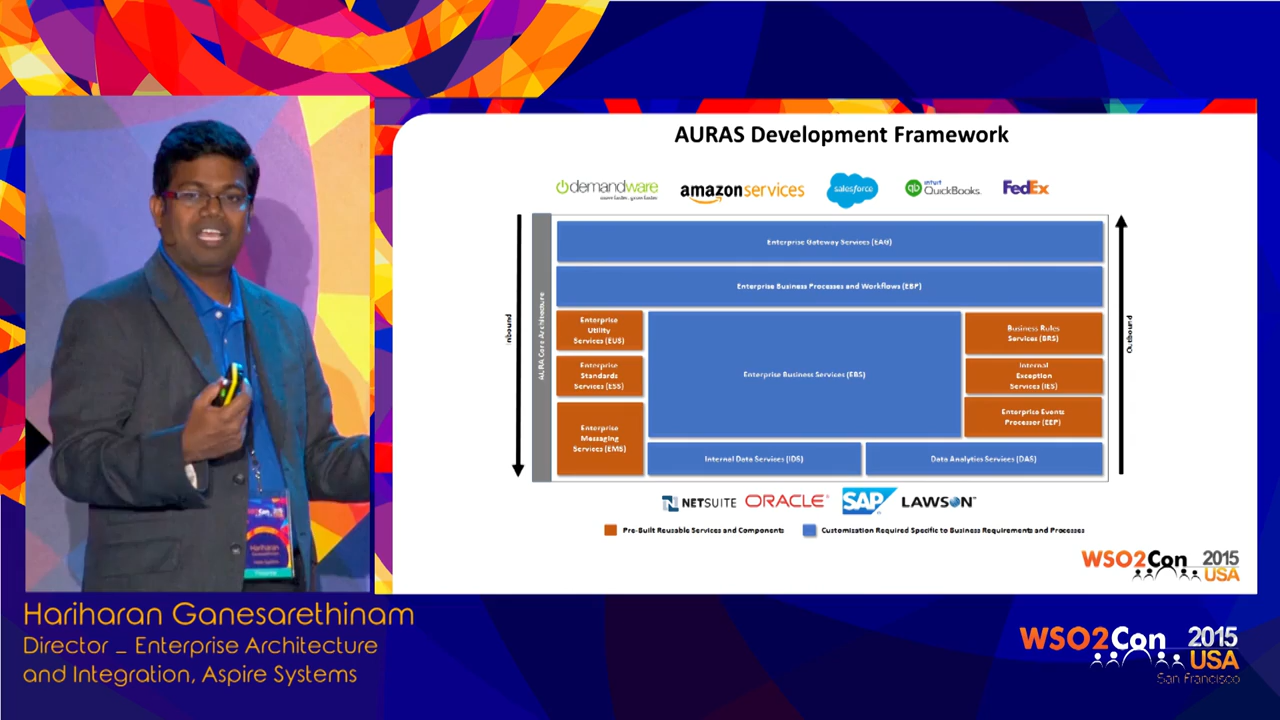 AURAS Development Framework
demandware
amazonservices
salesforce
qb intuit QuickBooks.
FedEx
Inbound
AURA Core Architecture
Enterprise Gateway Services (EAG)
Enterprise Business Processes and Workflows (EBP)
Enterprise
Utility
Services (EUS)
Enterprise
Standards
Services (ESS)
Enterprise
Messaging
Services (EMS)
Enterprise Business Services (EBS)
Business Rules
Services (BRS)
Internal
Exception
Services (IES)
Enterprise Events
Processor (EEP)
Internal Data Services (IDS)
Data Analytics Services (DAS)
Outbound
N NETSUITE
ORACLE
SAP
LAWSON
Pre-Built Reusable Services and Components
Customisation Required Specific to Business Requirements and Processes
WSO2Con 2015
USA
Hariharan
Hariharan Ganesarethinam
Director _ Enterprise Architecture
and Integration, Aspire Systems
WSO2Con 2015
USA
San Francisco